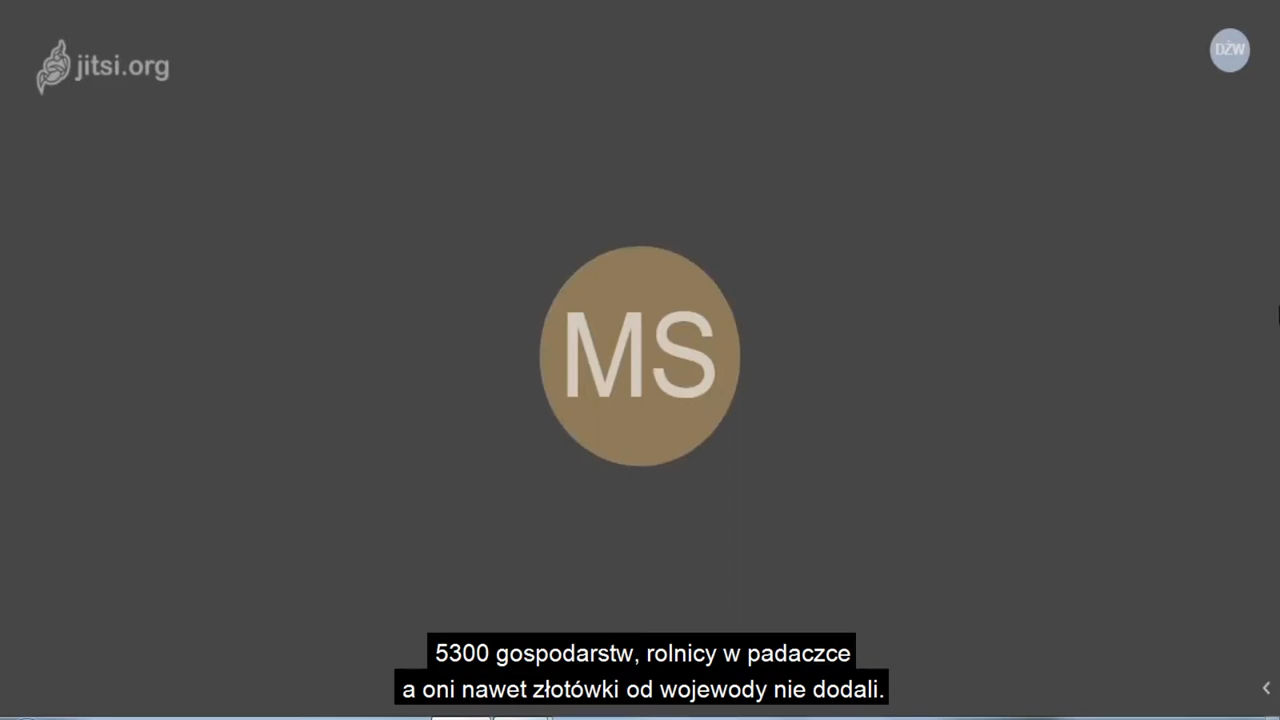 jitsi.org
DŻW
MS
5300 gospodarstw, rolnicy w padaczce
a oni nawet złotówki od wojewody nie dodali.